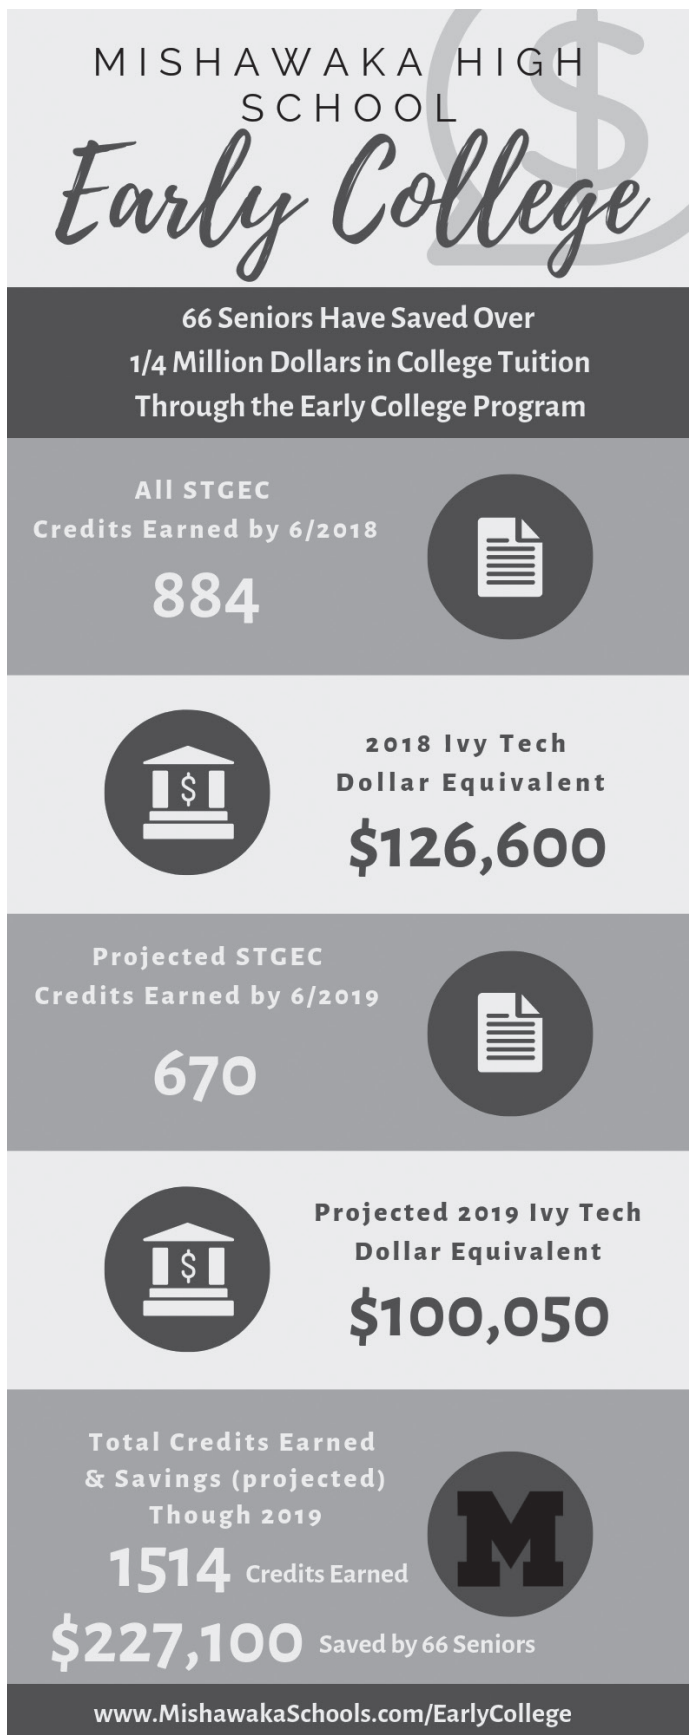 MISHAWAKA HIGH
SCHOOL
Early College
66 Seniors Have Saved Over
1/4 Million Dollars in College Tuition
Through the Early College Program
All STGEC
Credits Earned by 6/2018
884
$
2018 Ivy Tech
Dollar Equivalent
$126,600
Projected STGEC
Credits Earned by 6/2019
670
$
Projected 2019 Ivy Tech
Dollar Equivalent
$100,050
Total Credits Earned
& Savings (projected)
Though 2019
M
1514 Credits Earned
$227,100 Saved by 66 Seniors
www.MishawakaSchools.com/EarlyCollege